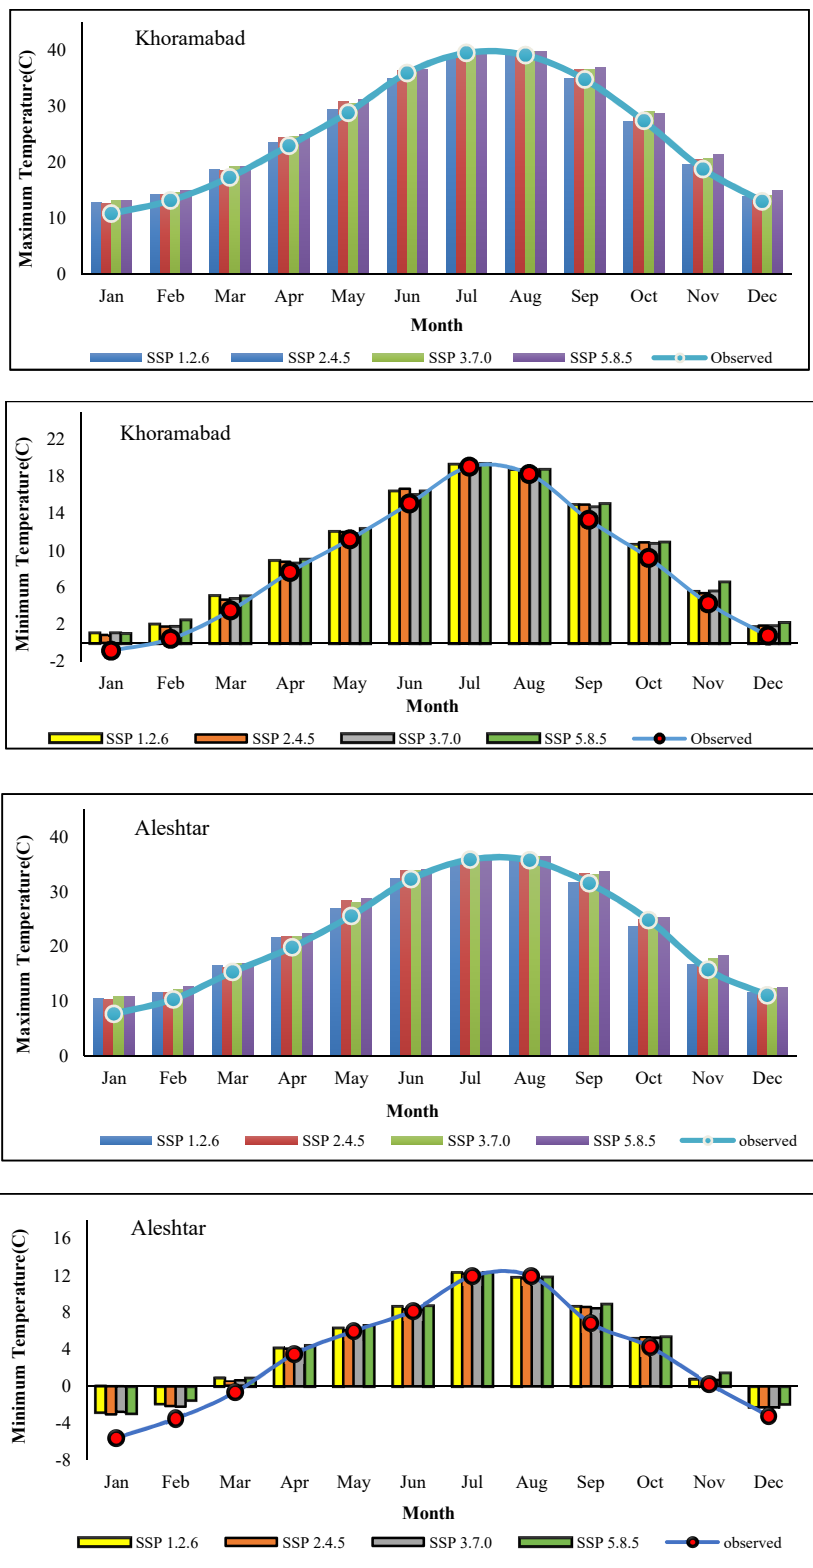 Khoramabad
Maximum Temperature(C)
40
30
20
10
0
Jan Feb Mar Apr May Jun Jul Aug Sep Oct Nov Dec
Month
SSP 1.2.6 SSP 2.4.5 SSP 3.7.0 SSP 5.8.5 Observed
Khoramabad
Minimum Temperature(C)
22
18
14
10
6
2
-2
Jan Feb Mar Apr May Jun Jul Aug Sep Oct Nov Dec
Month
SSP 1.2.6 SSP 2.4.5 SSP 3.7.0 SSP 5.8.5 Observed
Aleshtar
Maximum Temperature(C)
40
30
20
10
0
Jan Feb Mar Apr May Jun Jul Aug Sep Oct Nov Dec
Month
SSP 1.2.6 SSP 2.4.5 SSP 3.7.0 SSP 5.8.5 observed
Aleshtar
Minimum Temperature(C)
16
12
8
4
0
-4
-8
Jan Feb Mar Apr May Jun Jul Aug Sep Oct Nov Dec
Month
SSP 1.2.6 SSP 2.4.5 SSP 3.7.0 SSP 5.8.5 observed